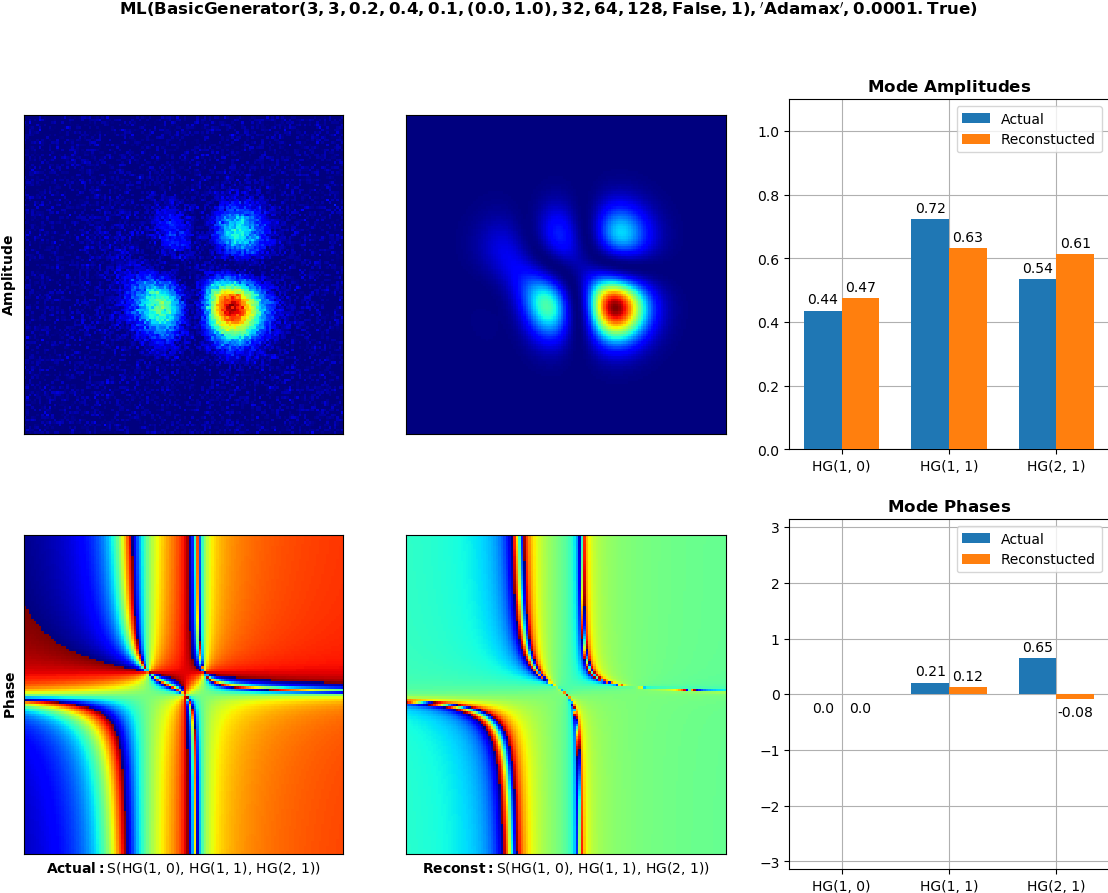 ML(BasicGenerator(3, 3, 0.2, 0.4, 0.1, (0.0, 1.0), 32, 64, 128, False, 1), ′Adamax′, 0.0001. True)
Amplitude
Mode Amplitudes
Actual
Reconstucted
1.0
0.8
0.6
0.4
0.2
0.0
0.44
0.47
0.72
0.63
0.54
0.61
HG(1, 0)
HG(1, 1)
HG(2, 1)
Phase
Actual: S(HG(1, 0), HG(1, 1), HG(2, 1))
Reconst: S(HG(1, 0), HG(1, 1), HG(2, 1))
Mode Phases
Actual
Reconstucted
3
2
1
0
−1
−2
−3
0.0
0.0
0.21
0.12
0.65
-0.08
HG(1, 0)
HG(1, 1)
HG(2, 1)